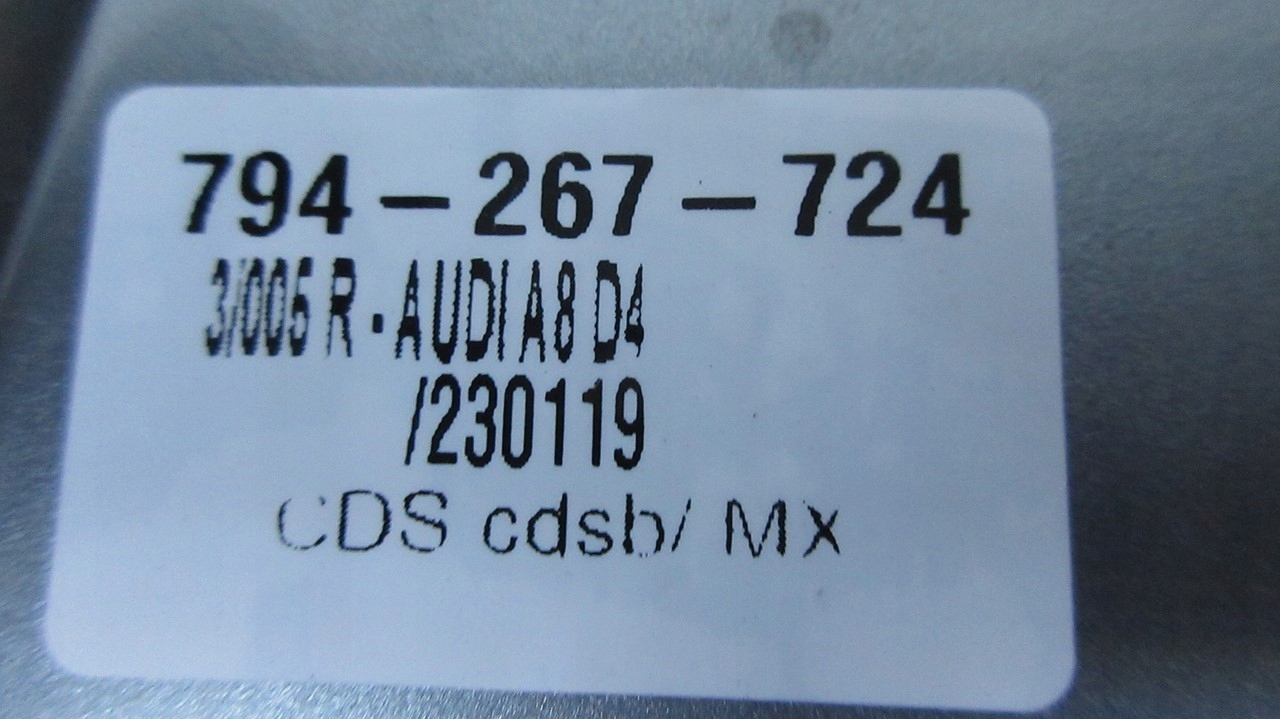 794-267-724
3/005 R - AUDI A8 D4
/230119
CDS cdsb/ Mx